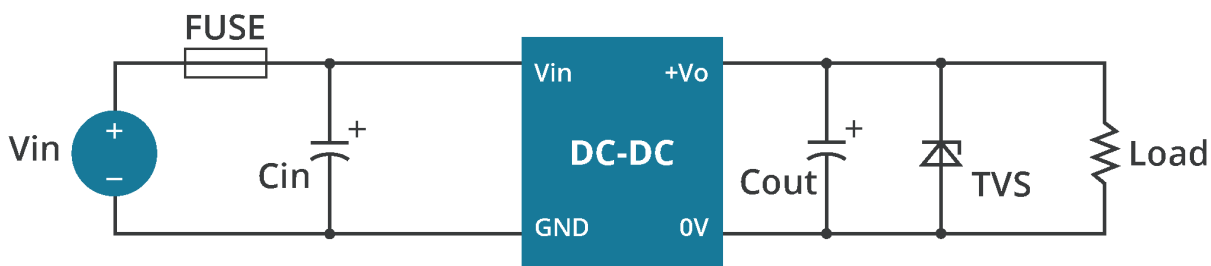 FUSE
Vin
+
−
Cin
+
Vin
+Vo
DC-DC
GND
0V
Cout
+
TVS
Load